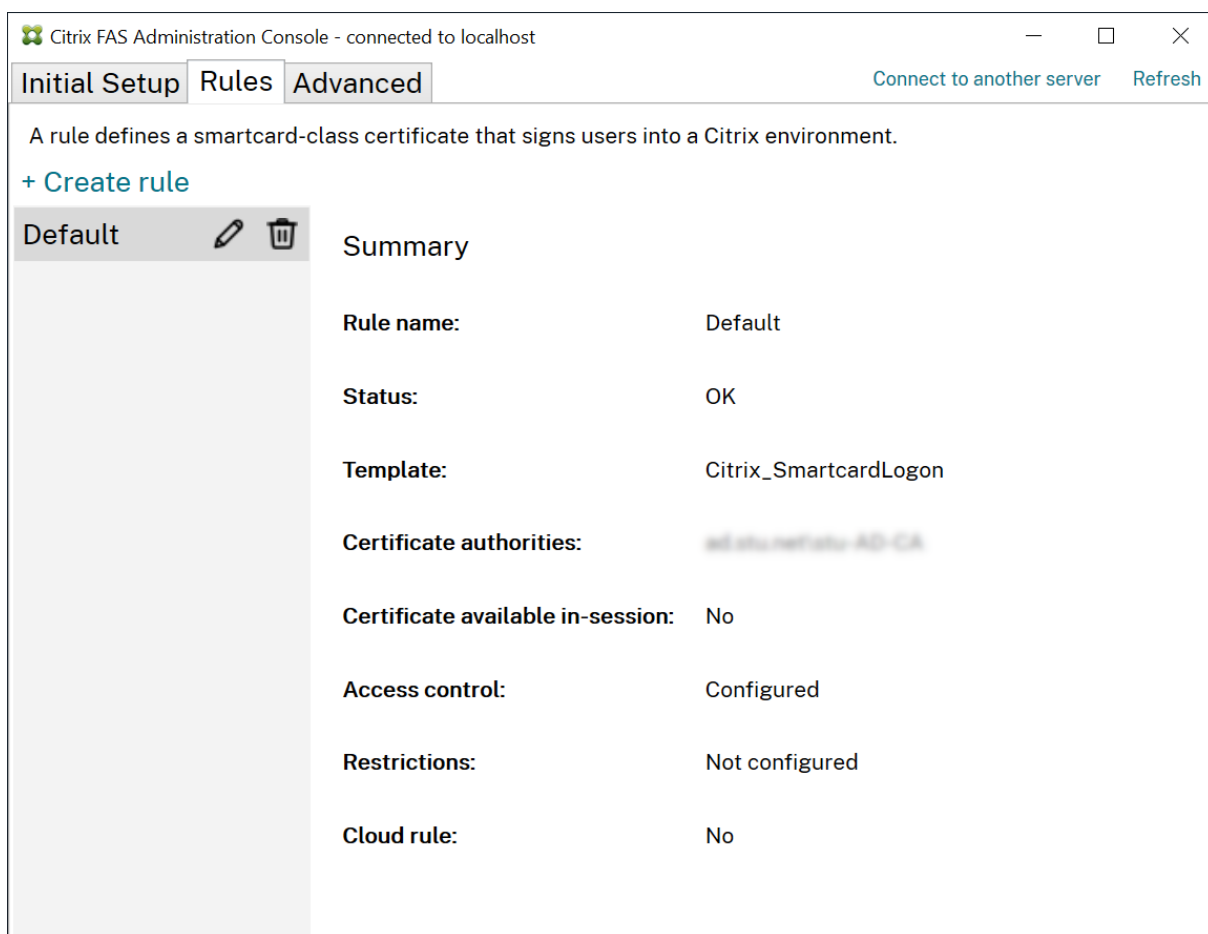 Citrix FAS Administration Console - connected to localhost
Initial Setup Rules Advanced Connect to another server Refresh
A rule defines a smartcard-class certificate that signs users into a Citrix environment.
+ Create rule
Default
Summary
Rule name: Default
Status: OK
Template: Citrix_SmartcardLogon
Certificate authorities:
Certificate available in-session: No
Access control: Configured
Restrictions: Not configured
Cloud rule: No